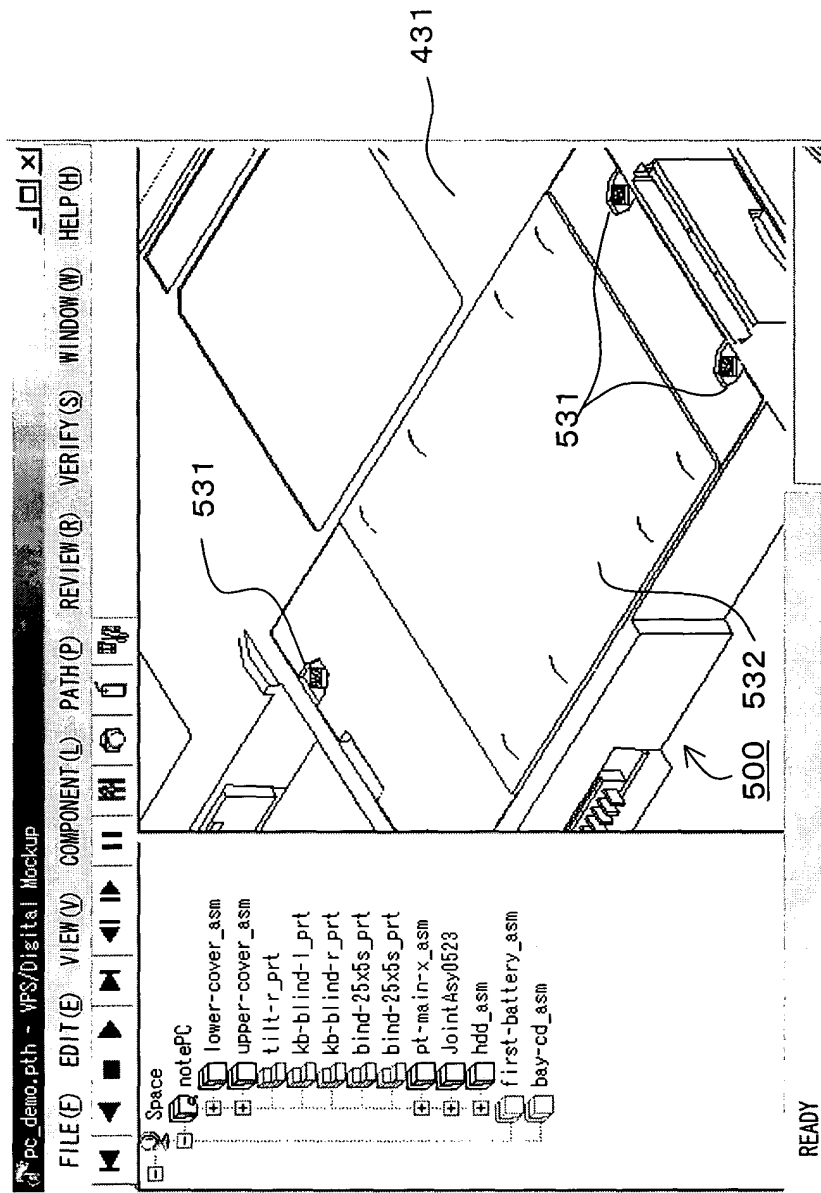 pc_demo.pth - VPS/Digital Mockup
FILE(F) EDIT(E) VIEW(V) COMPONENT(L) PATH(P) REVIEW(R) VERIFY(S) WINDOW(W) HELP(H)
Space
notePC
lower-cover_asm
upper-cover_asm
tilt-r_prt
kb-blind-l_prt
kb-blind-r_prt
bind-25x5s_prt
bind-25x5s_prt
pt-main-x_asm
JointAsy0523
hdd_asm
first-battery_asm
bay-cd_asm
531
431
531
532
500
READY